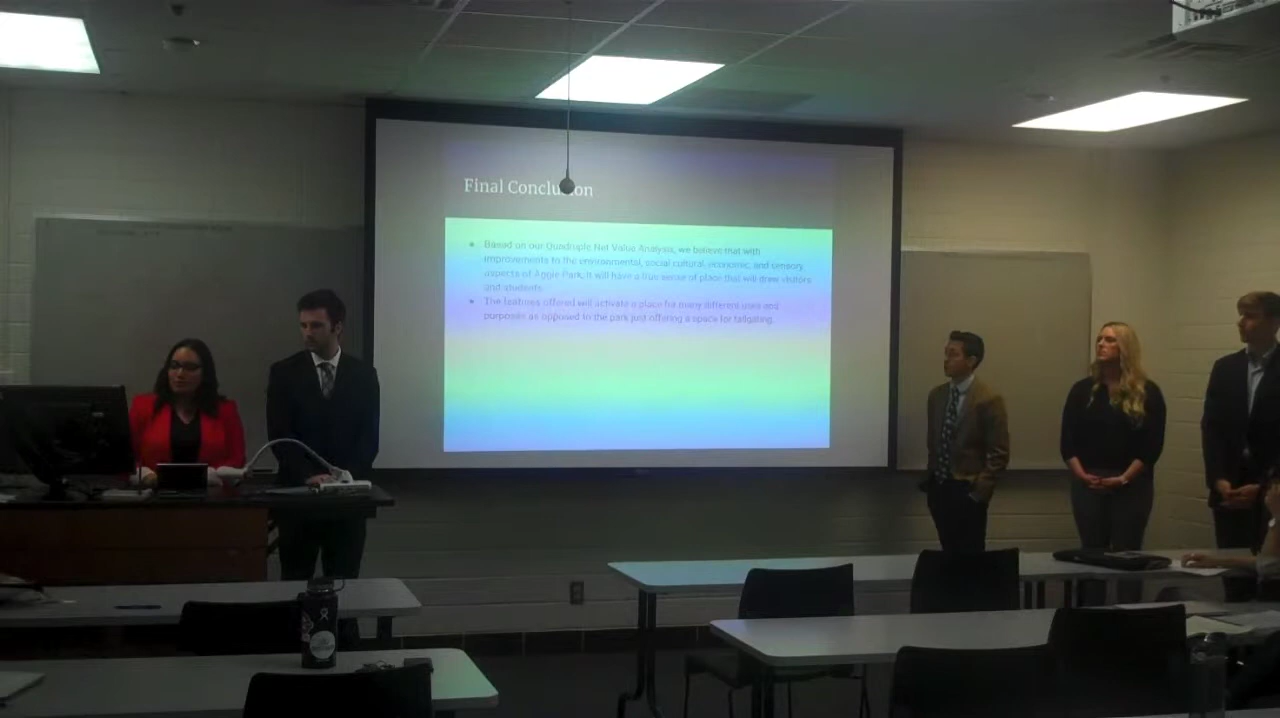 Final Conclusion
Based on our Quadruple Net Value Analysis, we believe that with
improvements to the environmental, social cultural, economic, and sensory
aspects of Aggie Park, it will have a true sense of place that will draw visitors
and students.
The features offered will activate a place for many different uses and
purposes as opposed to the park just offering a space for tailgating.